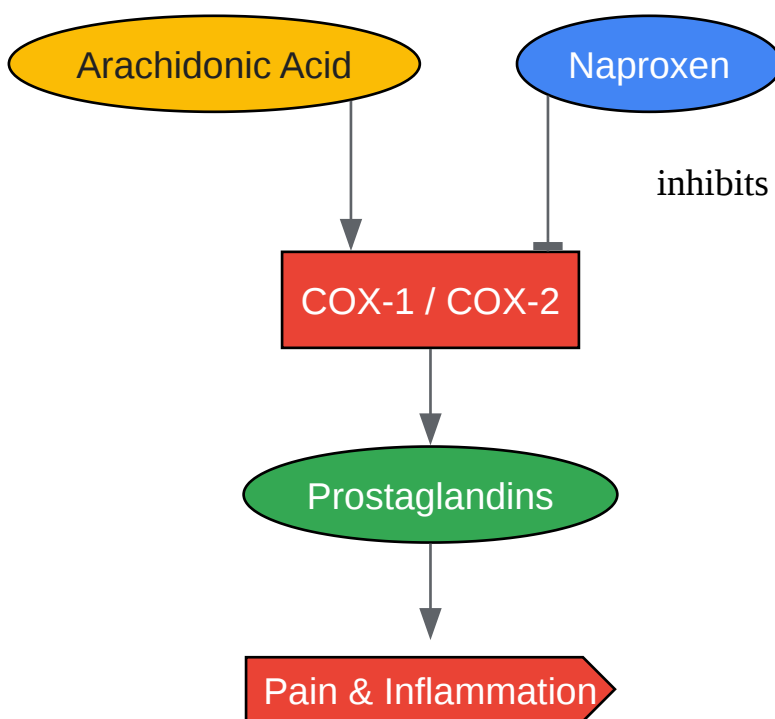 Arachidonic Acid
Naproxen
inhibits
COX-1 / COX-2
Prostaglandins
Pain & Inflammation